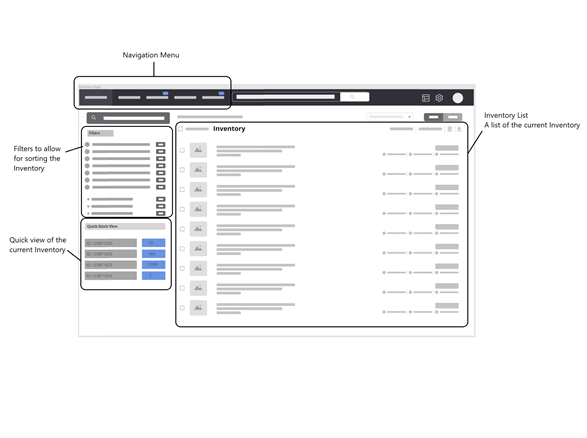 Navigation Menu
Inventory List
A list of the current Inventory
Inventory
Filters
Filters to allow
for sorting the
Inventory
Quick Stock View
Quick view of the
current Inventory